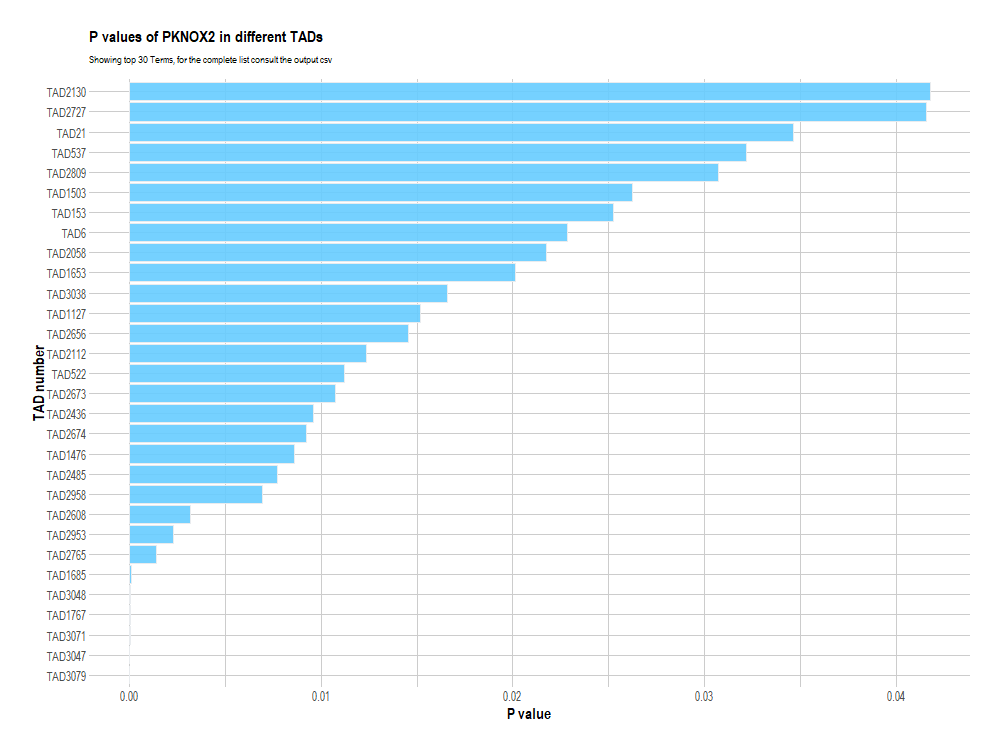 P values of PKNOX2 in different TADs
Showing top 30 Terms, for the complete list consult the output csv
TAD number
TAD2130
TAD2727
TAD21
TAD537
TAD2809
TAD1503
TAD153
TAD6
TAD2058
TAD1653
TAD3038
TAD1127
TAD2656
TAD2112
TAD522
TAD2673
TAD2436
TAD2674
TAD1476
TAD2485
TAD2958
TAD2608
TAD2953
TAD2765
TAD1685
TAD3048
TAD1767
TAD3071
TAD3047
TAD3079
0.00 0.01 0.02 0.03 0.04
P value